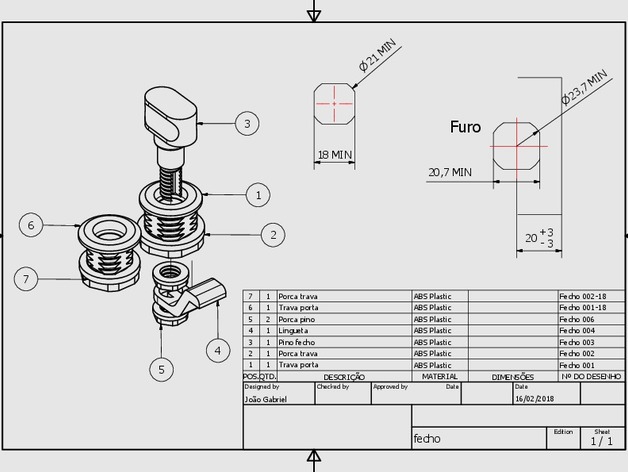 Ø21 MIN
Ø23,7 MIN
Furo
3
18 MIN
20,7 MIN
1
6
2
20 +3
-3
7
4
5
7 1 Porca trava ABS Plastic Fecho 002-18
6 1 Trava porta ABS Plastic Fecho 001-18
5 2 Porca pino ABS Plastic Fecho 006
4 1 Lingueta ABS Plastic Fecho 004
3 1 Pino fecho ABS Plastic Fecho 003
2 1 Porca trava ABS Plastic Fecho 002
1 1 Trava porta ABS Plastic Fecho 001
POS. QTD. DESCRIÇÃO MATERIAL DIMENSÕES Nº DO DESENHO
Designed by Checked by Approved by Date Date
João Gabriel 16/02/2018
Edition Sheet
fecho 1 / 1